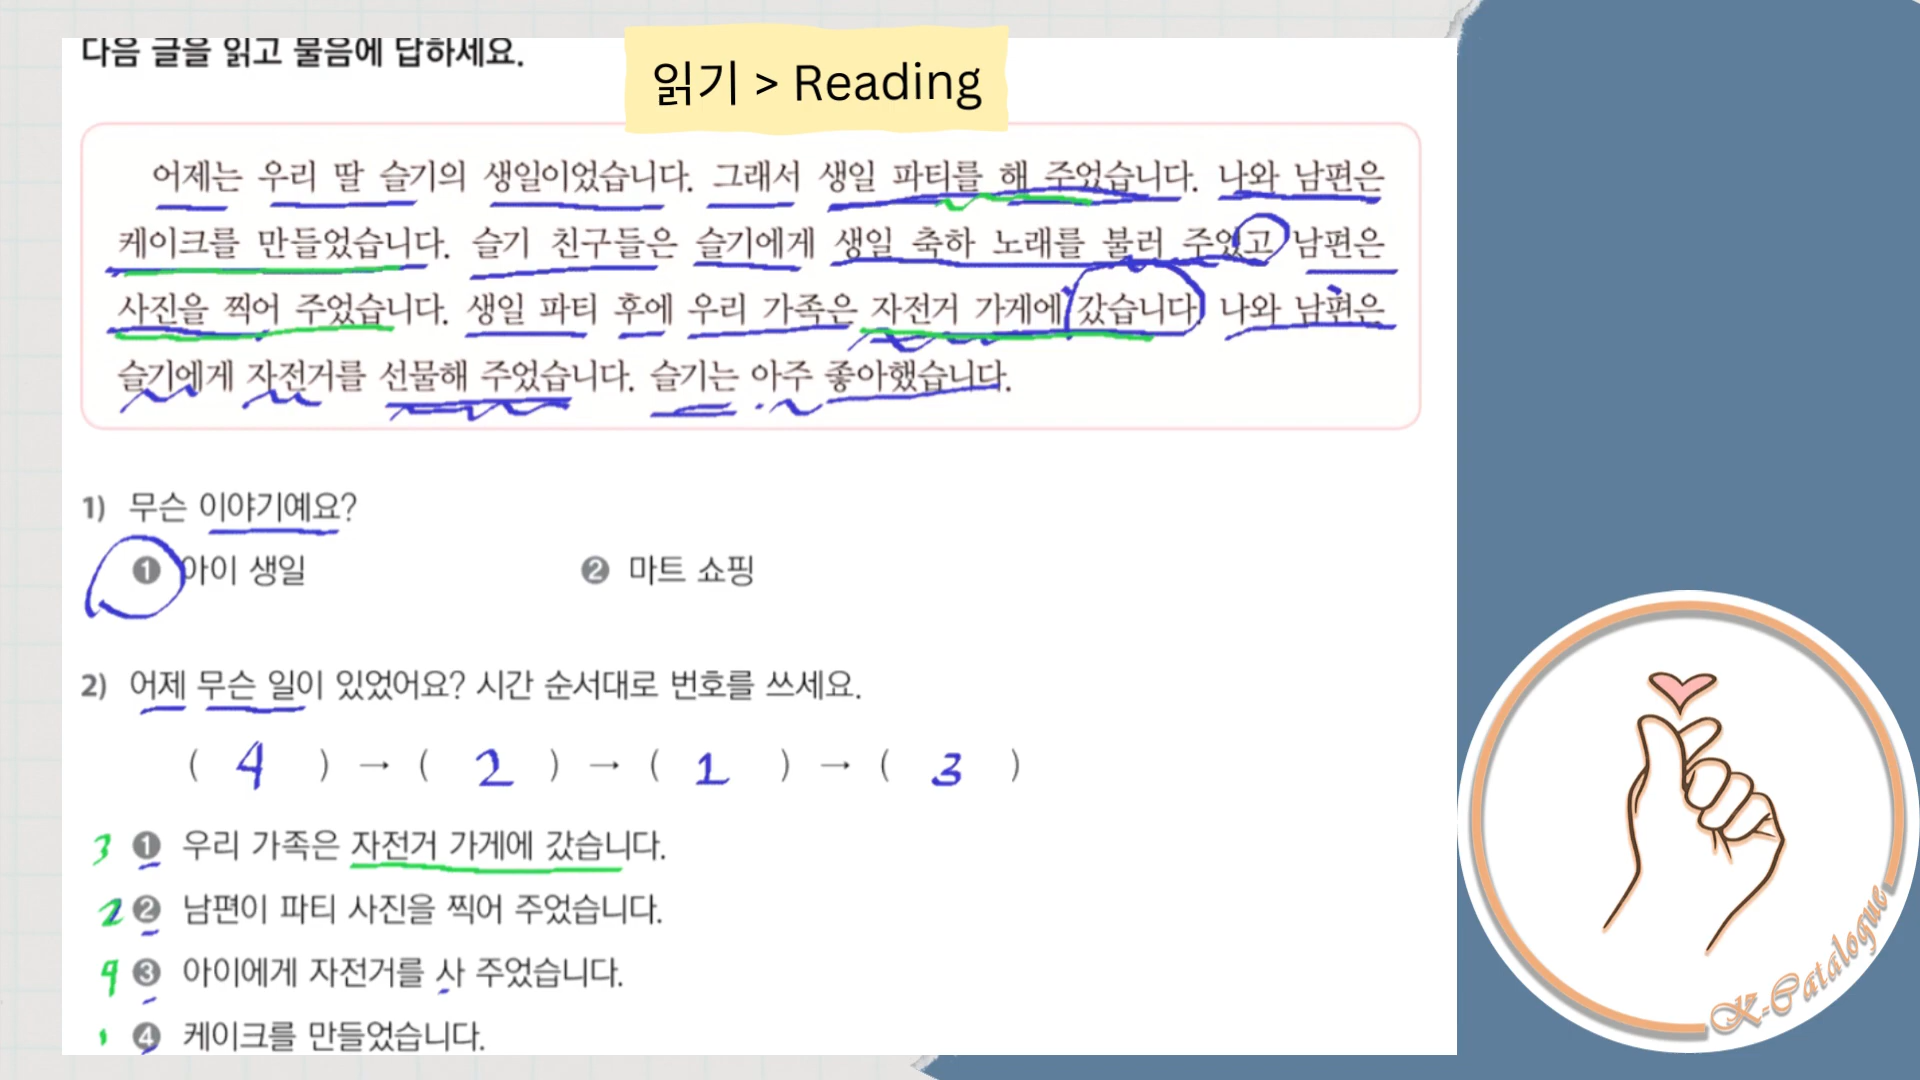 다음 글을 읽고 물음에 답하세요.
읽기 > Reading
어제는 우리 딸 슬기의 생일이었습니다. 그래서 생일 파티를 해 주었습니다. 나와 남편은
케이크를 만들었습니다. 슬기 친구들은 슬기에게 생일 축하 노래를 불러 주었고 남편은
사진을 찍어 주었습니다. 생일 파티 후에 우리 가족은 자전거 가게에 갔습니다. 나와 남편은
슬기에게 자전거를 선물해 주었습니다. 슬기는 아주 좋아했습니다.
1) 무슨 이야기예요?
❶ 아이 생일 ❷ 마트 쇼핑
2) 어제 무슨 일이 있었어요? 시간 순서대로 번호를 쓰세요.
( 4 ) → ( 2 ) → ( 1 ) → ( 3 )
3 ❶ 우리 가족은 자전거 가게에 갔습니다.
2 ❷ 남편이 파티 사진을 찍어 주었습니다.
4 ❸ 아이에게 자전거를 사 주었습니다.
1 ❹ 케이크를 만들었습니다.
K-Catalogue